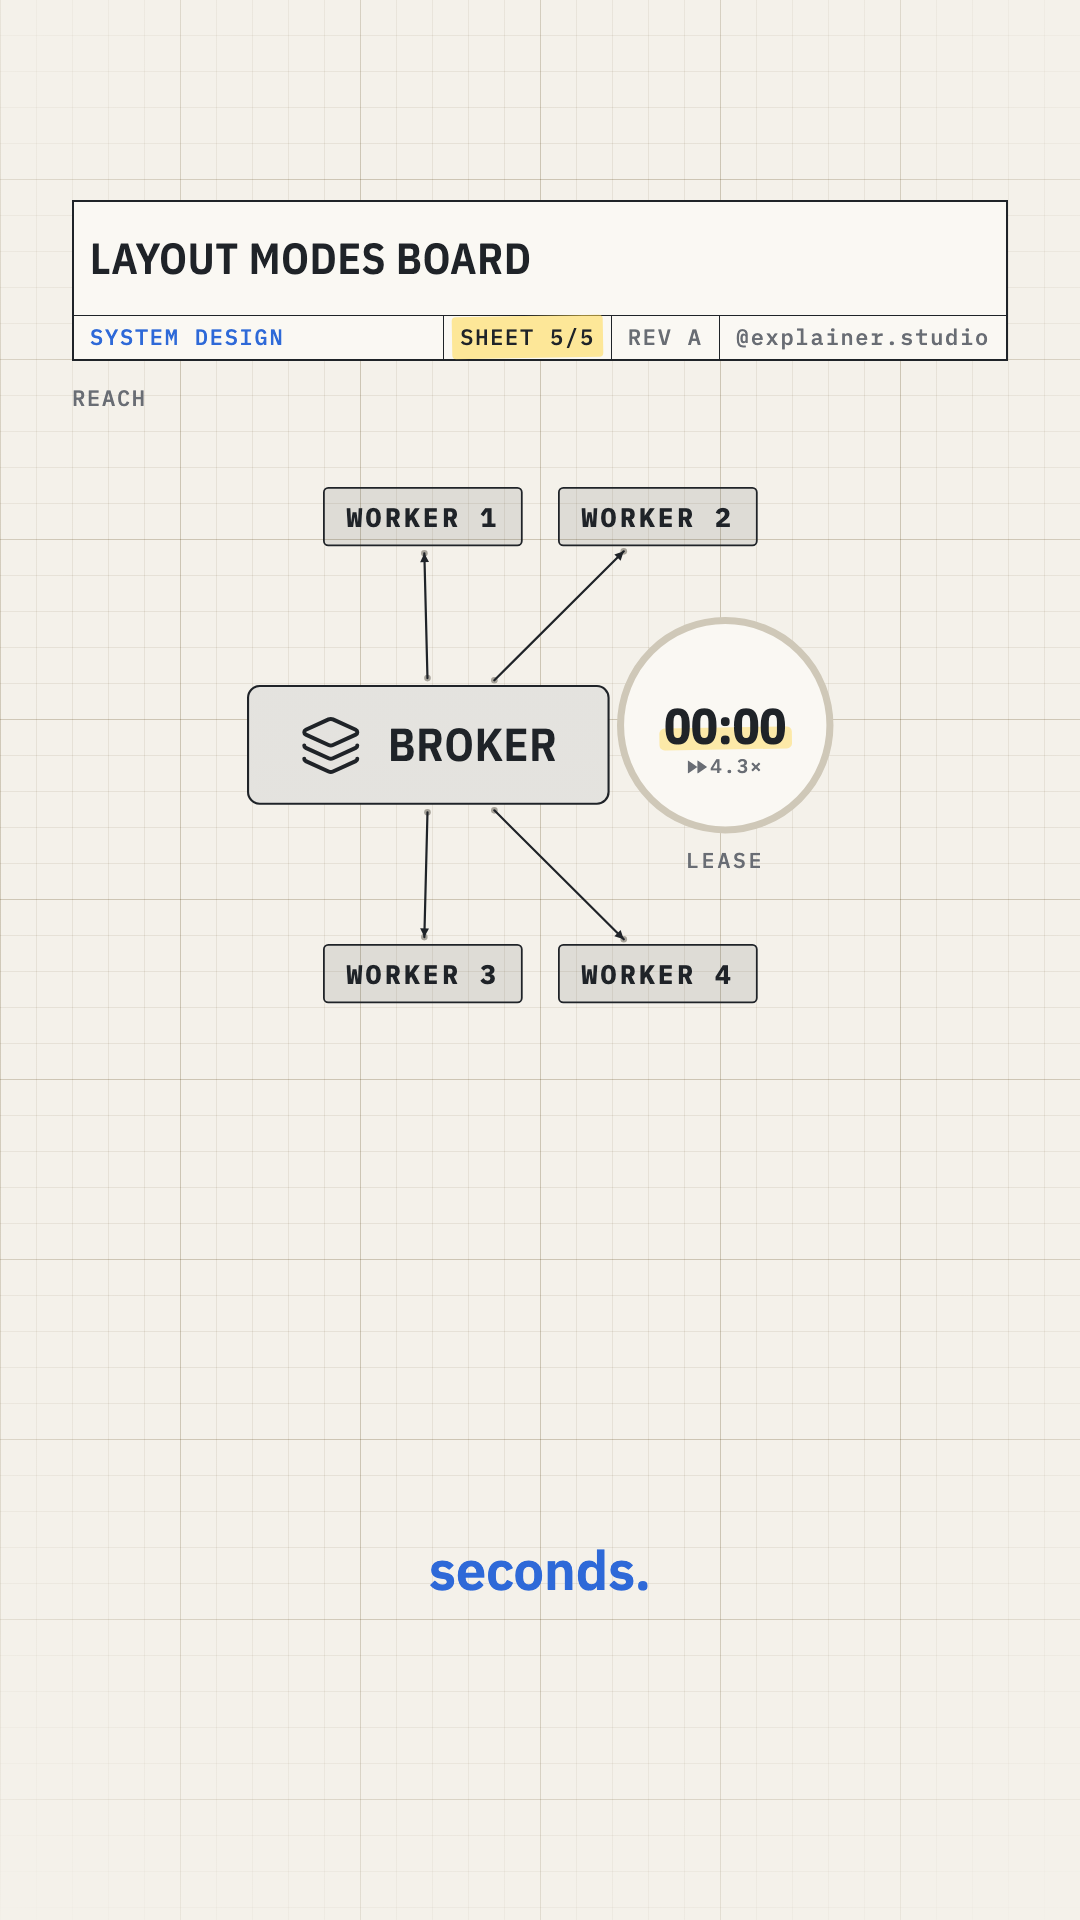 LAYOUT MODES BOARD
SYSTEM DESIGN SHEET 5/5 REV A @explainer.studio
REACH
WORKER 1 WORKER 2
BROKER
00:00
4.3×
LEASE
WORKER 3 WORKER 4
seconds.